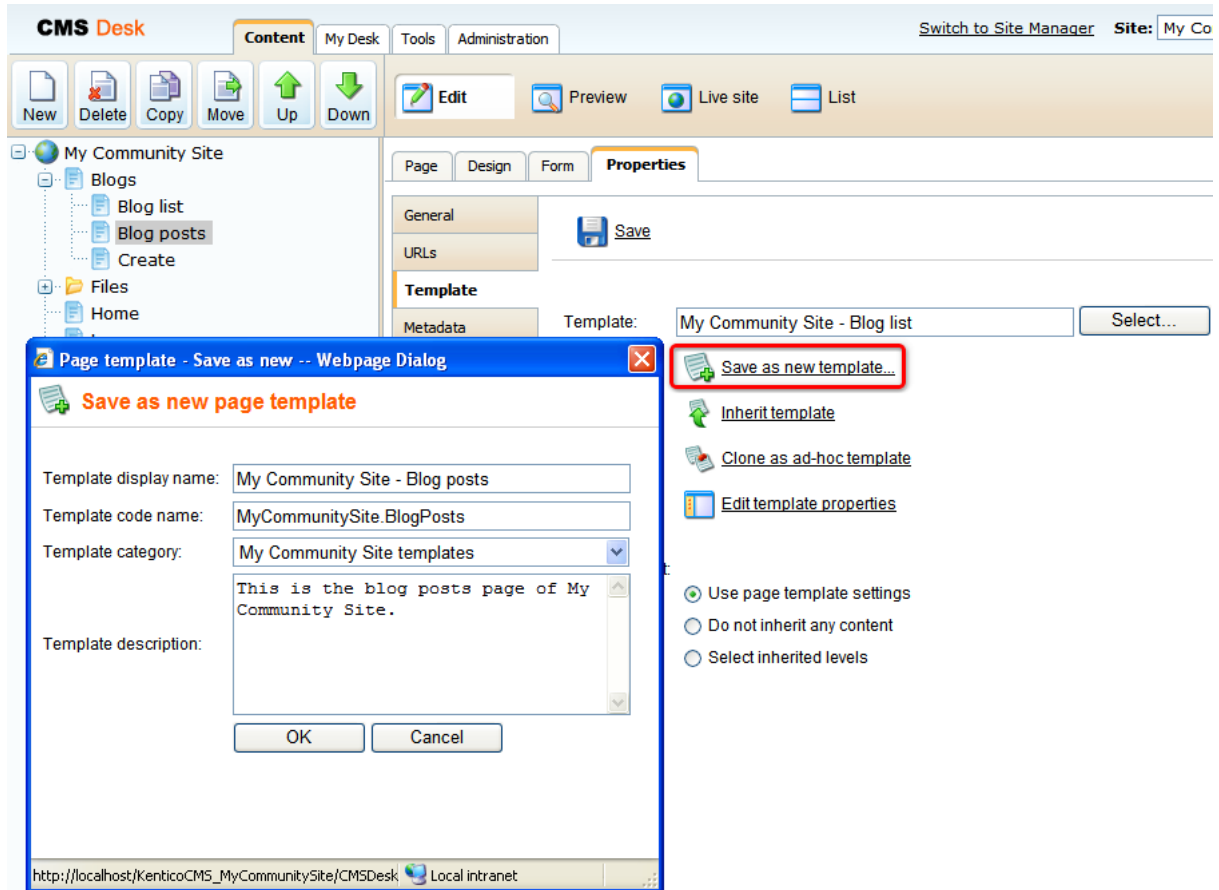 CMS Desk
Content
My Desk
Tools
Administration
Switch to Site Manager
Site: My Co
New
Delete
Copy
Move
Up
Down
Edit
Preview
Live site
List
My Community Site
Blogs
Blog list
Blog posts
Create
Files
Home
Page
Design
Form
Properties
General
URLs
Template
Metadata
Save
Template: My Community Site - Blog list
Select...
Save as new template...
Inherit template
Clone as ad-hoc template
Edit template properties
Use page template settings
Do not inherit any content
Select inherited levels
Page template - Save as new -- Webpage Dialog
Save as new page template
Template display name: My Community Site - Blog posts
Template code name: MyCommunitySite.BlogPosts
Template category: My Community Site templates
Template description:
This is the blog posts page of My
Community Site.
OK
Cancel
http://localhost/KenticoCMS_MyCommunitySite/CMSDesk
Local intranet